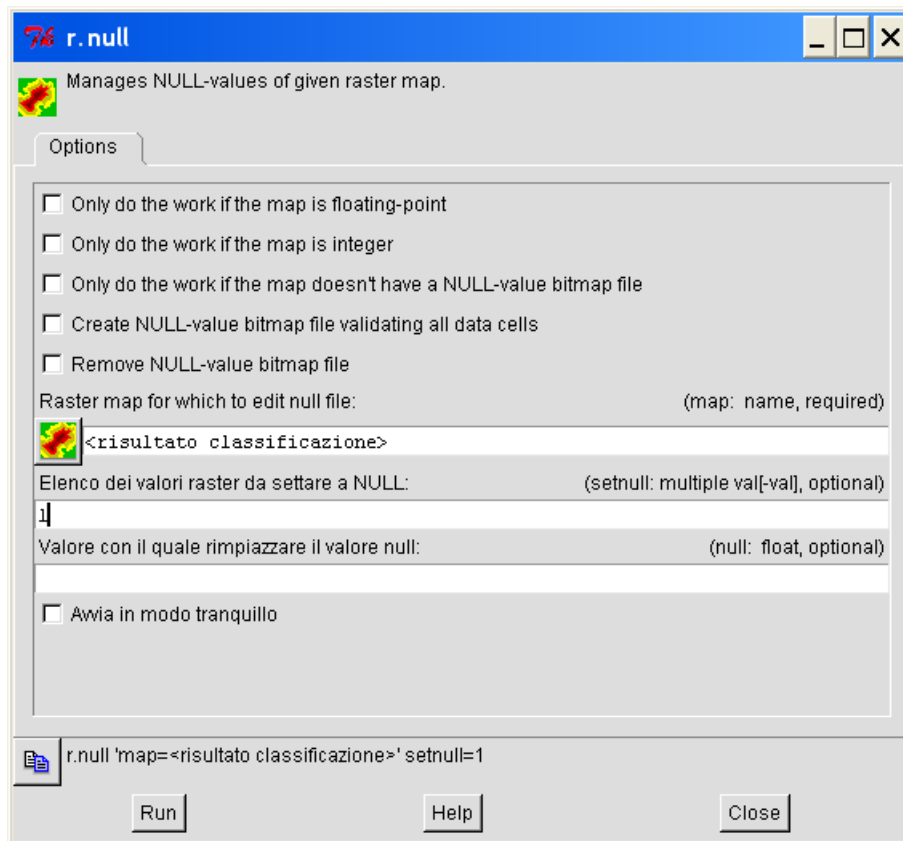 r.null
Manages NULL-values of given raster map.
Options
Only do the work if the map is floating-point
Only do the work if the map is integer
Only do the work if the map doesn't have a NULL-value bitmap file
Create NULL-value bitmap file validating all data cells
Remove NULL-value bitmap file
Raster map for which to edit null file: (map: name, required)
<risultato classificazione>
Elenco dei valori raster da settare a NULL: (setnull: multiple val[-val], optional)
1
Valore con il quale rimpiazzare il valore null: (null: float, optional)
Avvia in modo tranquillo
r.null 'map=<risultato classificazione>' setnull=1
Run Help Close